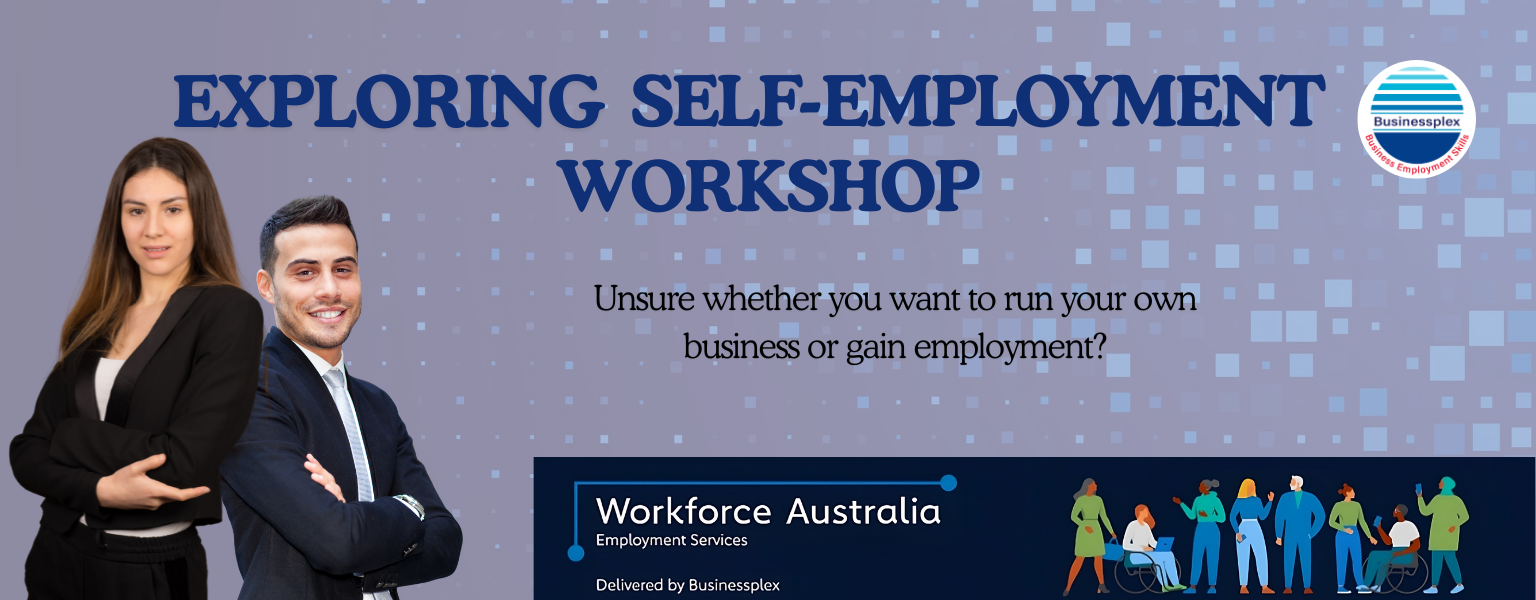 EXPLORING SELF-EMPLOYMENT
WORKSHOP
Businessplex
Business Employment Skills
Unsure whether you want to run your own
business or gain employment?
Workforce Australia
Employment Services
Delivered by Businessplex